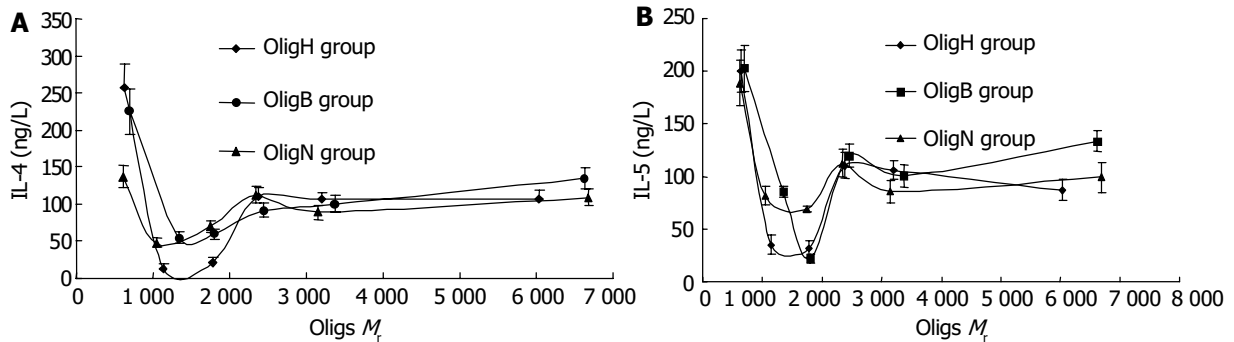 A
IL-4 (ng/L)
350
300
250
200
150
100
50
0
0 1 000 2 000 3 000 4 000 5 000 6 000 7 000
Oligs Mr
OligH group
OligB group
OligN group
B
IL-5 (ng/L)
250
200
150
100
50
0
0 1 000 2 000 3 000 4 000 5 000 6 000 7 000 8 000
Oligs Mr
OligH group
OligB group
OligN group